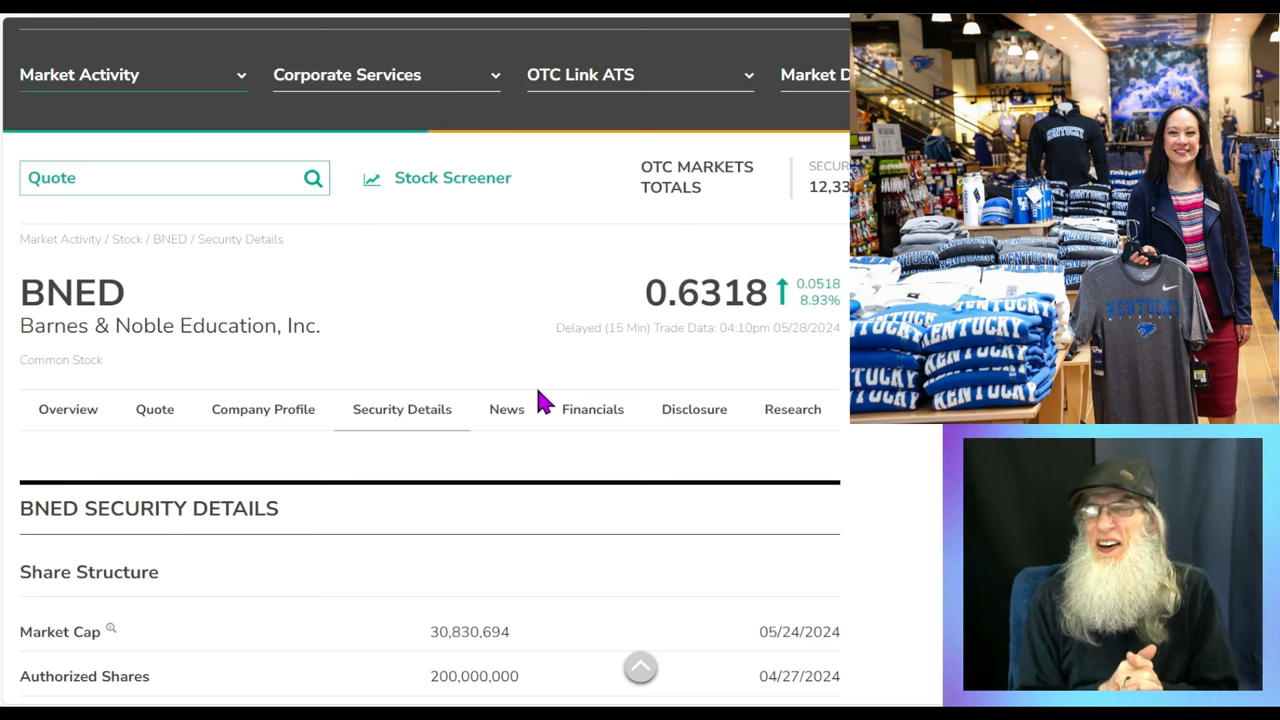 Market Activity
Corporate Services
OTC Link ATS
Market D
Quote
Stock Screener
OTC MARKETS
TOTALS
SECUR
12,33
Market Activity / Stock / BNED / Security Details
BNED
0.6318
0.0518
8.93%
Barnes & Noble Education, Inc.
Delayed (15 Min) Trade Data: 04:10pm 05/28/2024
Common Stock
Overview
Quote
Company Profile
Security Details
News
Financials
Disclosure
Research
BNED SECURITY DETAILS
Share Structure
Market Cap 30,830,694 05/24/2024
Authorized Shares 200,000,000 04/27/2024
KENTUCKY
KENTUCKY
KENTUCKY
KENTUCKY